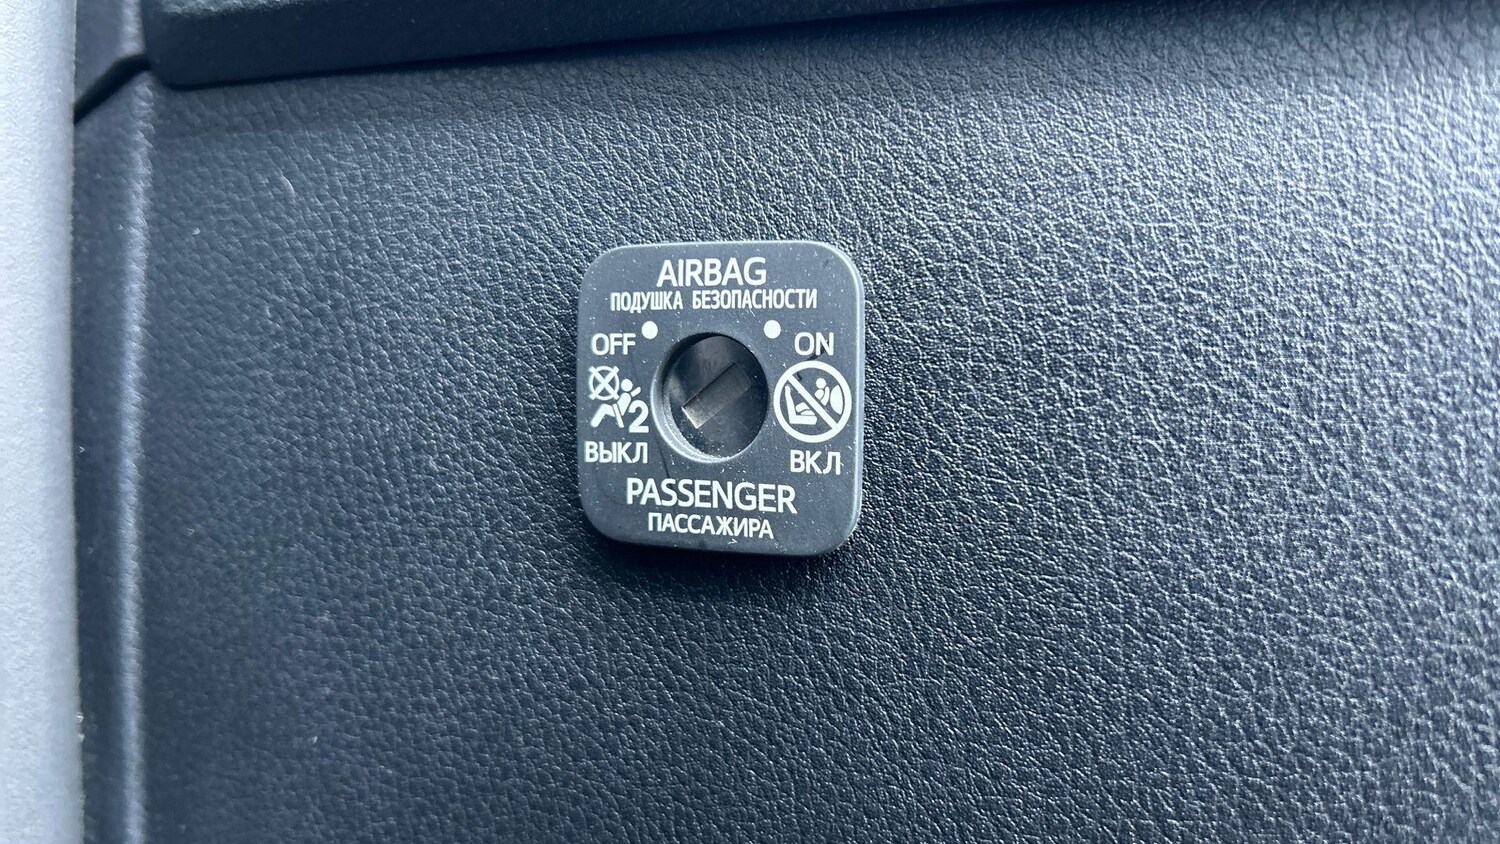 AIRBAG
ПОДУШКА БЕЗОПАСНОСТИ
OFF ON
2
ВЫКЛ ВКЛ
PASSENGER
ПАССАЖИРА